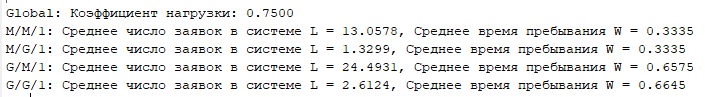 Global: Коэффициент нагрузки: 0.7500
M/M/1: Среднее число заявок в системе L = 13.0578, Среднее время пребывания W = 0.3335
M/G/1: Среднее число заявок в системе L = 1.3299, Среднее время пребывания W = 0.3335
G/M/1: Среднее число заявок в системе L = 24.4931, Среднее время пребывания W = 0.6575
G/G/1: Среднее число заявок в системе L = 2.6124, Среднее время пребывания W = 0.6645